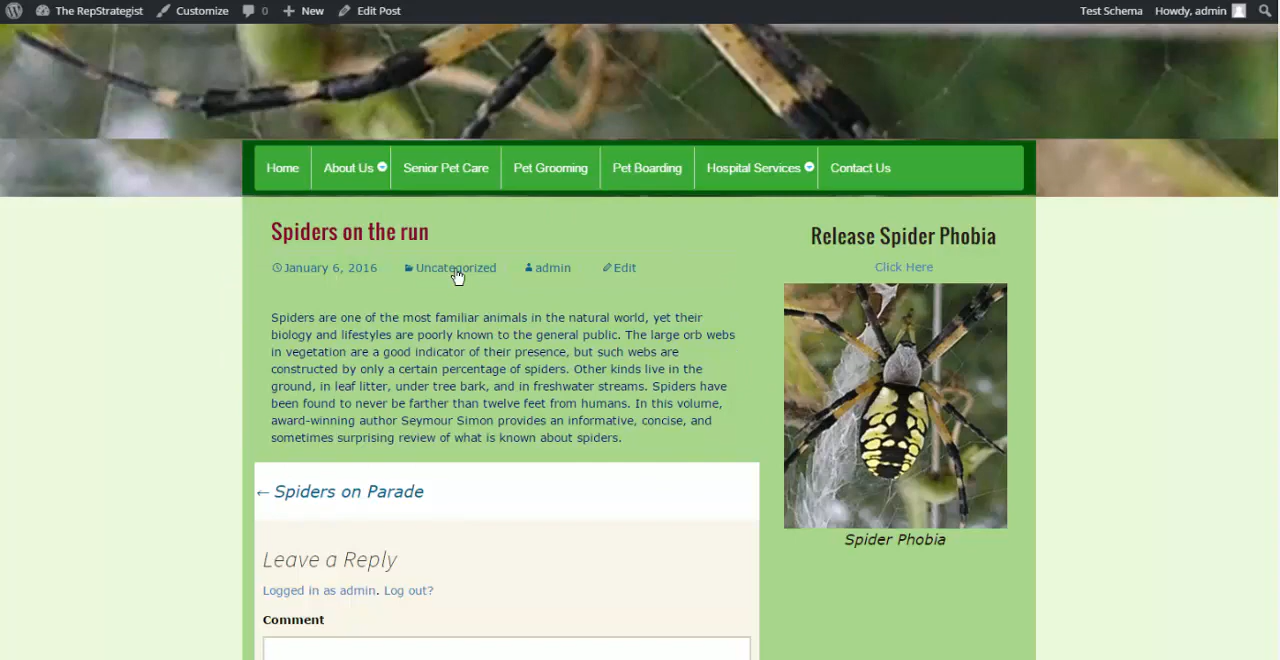 The RepStrategist Customize 0 New Edit Post Test Schema Howdy, admin
Home About Us Senior Pet Care Pet Grooming Pet Boarding Hospital Services Contact Us
Spiders on the run
January 6, 2016 Uncategorized admin Edit
Spiders are one of the most familiar animals in the natural world, yet their
biology and lifestyles are poorly known to the general public. The large orb webs
in vegetation are a good indicator of their presence, but such webs are
constructed by only a certain percentage of spiders. Other kinds live in the
ground, in leaf litter, under tree bark, and in freshwater streams. Spiders have
been found to never be farther than twelve feet from humans. In this volume,
award-winning author Seymour Simon provides an informative, concise, and
sometimes surprising review of what is known about spiders.
← Spiders on Parade
Leave a Reply
Logged in as admin. Log out?
Comment
Release Spider Phobia
Click Here
Spider Phobia